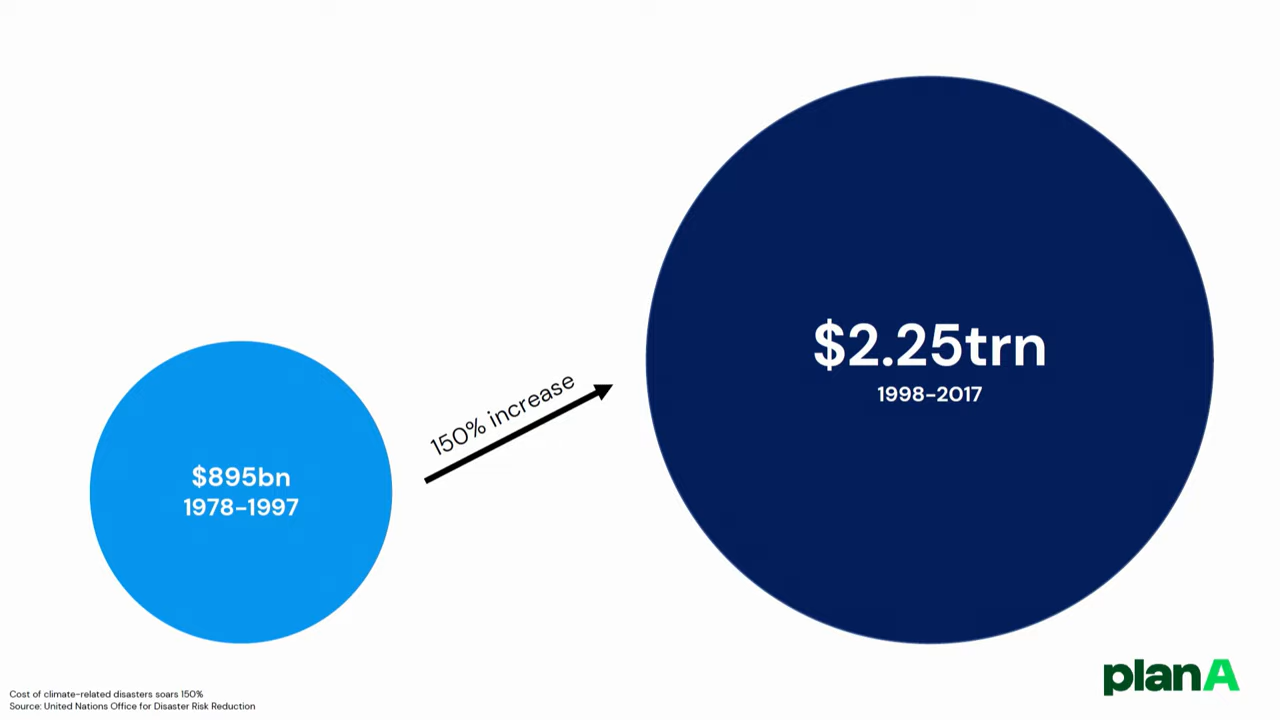 $895bn
1978-1997
150% increase
$2.25trn
1998-2017
Cost of climate-related disasters soars 150%
Source: United Nations Office for Disaster Risk Reduction
planA